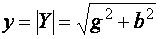 y = |Y| = √(g² + b²)